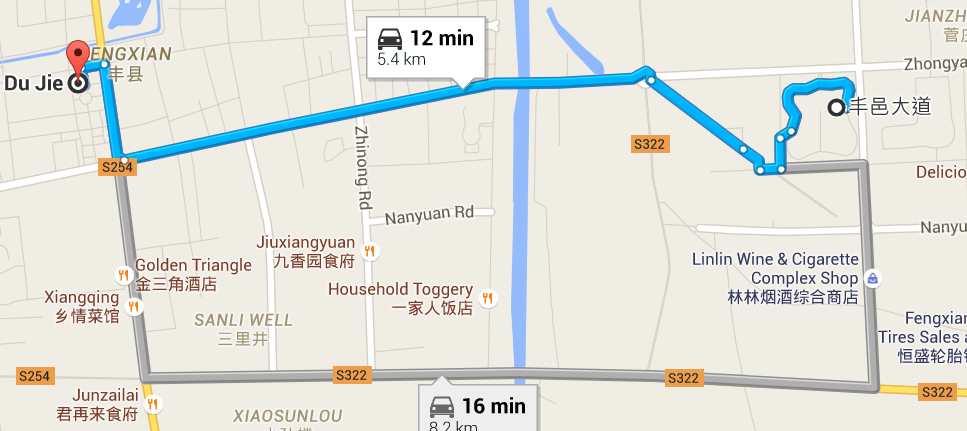 JIANZH
菅庄
ENGXIAN
丰县
12 min
5.4 km
Zhongya
Du Jie
丰邑大道
S322
S254
Delicio
Zhinong Rd
Nanyuan Rd
Nanyu
Jiuxiangyuan
九香园食府
Golden Triangle
金三角酒店
Linlin Wine & Cigarette
Complex Shop
林林烟酒综合商店
Household Toggery
一家人饭店
Xiangqing
乡情菜馆
SANLI WELL
三里井
Fengxian
Tires Sales a
恒盛轮胎销
S254
S322
S322
S322
Junzailai
君再来食府
16 min
8.2 km
XIAOSUNLOU